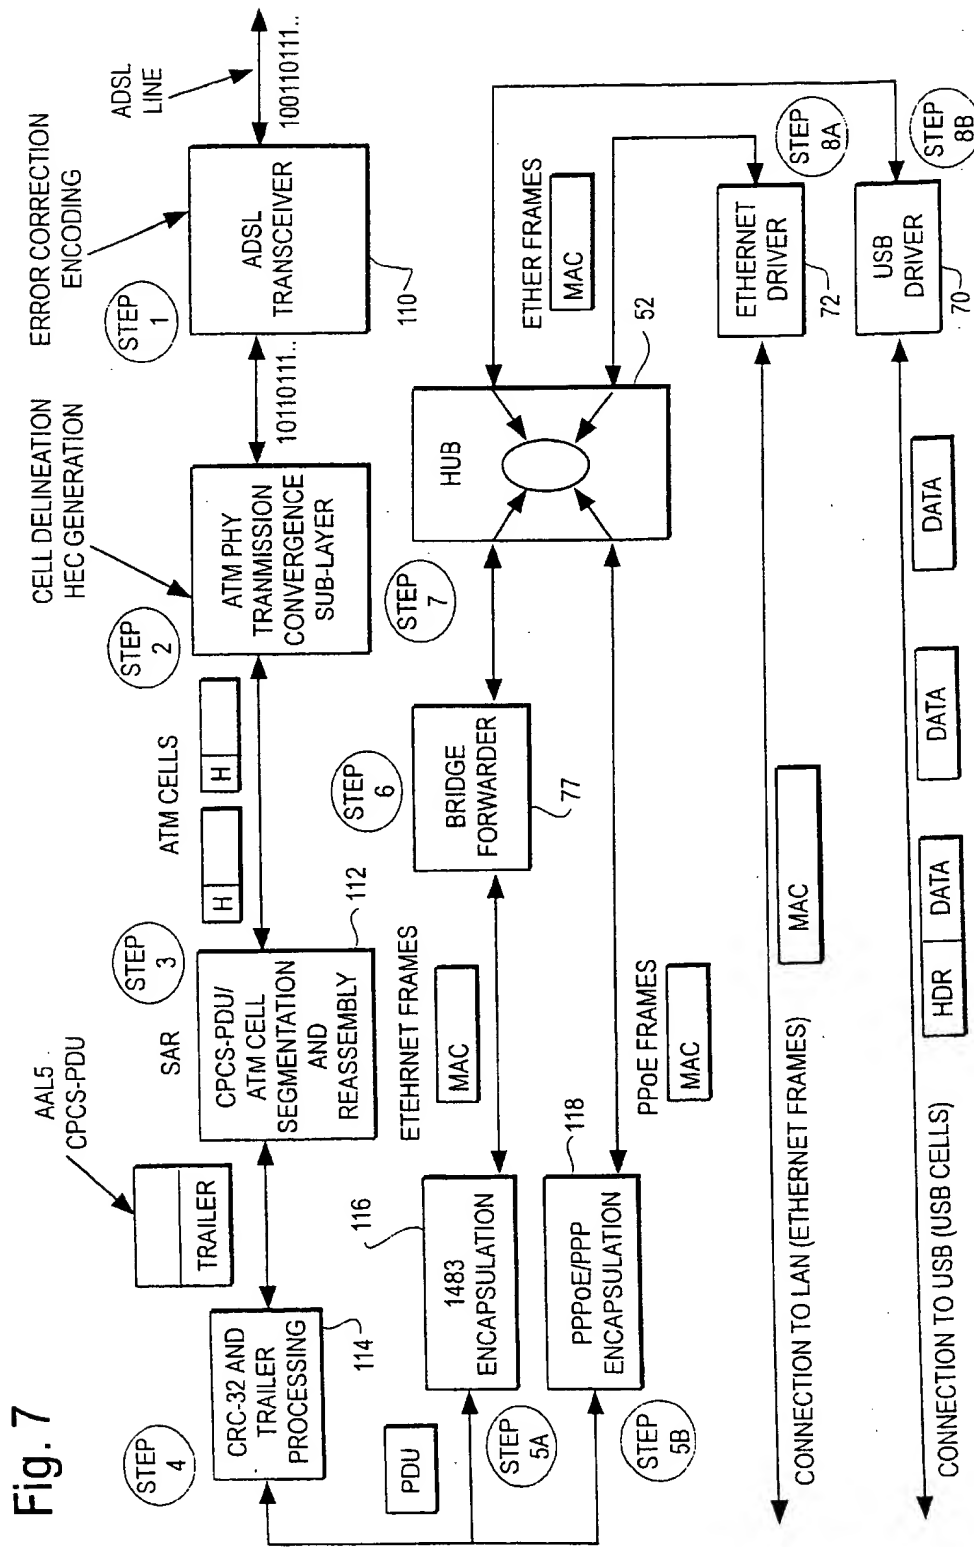 Fig. 7
AAL5
CPCS-PDU
TRAILER
STEP
4
CRC-32 AND
TRAILER
PROCESSING
114
STEP
3
SAR
CPCS-PDU/
ATM CELL
SEGMENTATION
AND
REASSEMBLY
112
ATM CELLS
H
H
CELL DELINEATION
HEC GENERATION
STEP
2
ATM PHY
TRANMISSION
CONVERGENCE
SUB-LAYER
10110111..
ERROR CORRECTION
ENCODING
STEP
1
ADSL
TRANSCEIVER
110
ADSL
LINE
100110111..
PDU
STEP
5A
116
1483
ENCAPSULATION
ETEHRNET FRAMES
MAC
STEP
6
BRIDGE
FORWARDER
77
STEP
7
HUB
52
ETHER FRAMES
MAC
STEP
5B
118
PPPoE/PPP
ENCAPSULATION
PPoE FRAMES
MAC
ETHERNET
DRIVER
72
STEP
8A
CONNECTION TO LAN (ETHERNET FRAMES)
MAC
USB
DRIVER
70
STEP
8B
CONNECTION TO USB (USB CELLS)
HDR
DATA
DATA
DATA